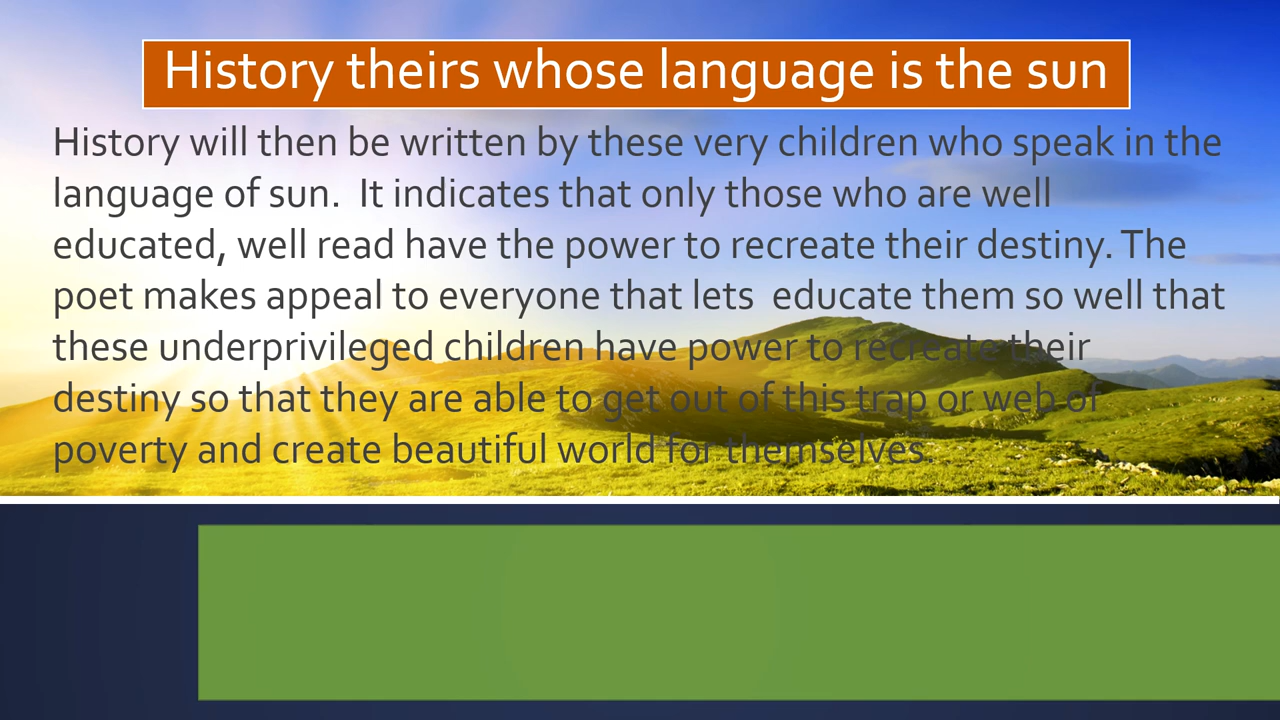 History theirs whose language is the sun
History will then be written by these very children who speak in the
language of sun.  It indicates that only those who are well
educated, well read have the power to recreate their destiny. The
poet makes appeal to everyone that lets  educate them so well that
these underprivileged children have power to recreate their
destiny so that they are able to get out of this trap or web of
poverty and create beautiful world for themselves.